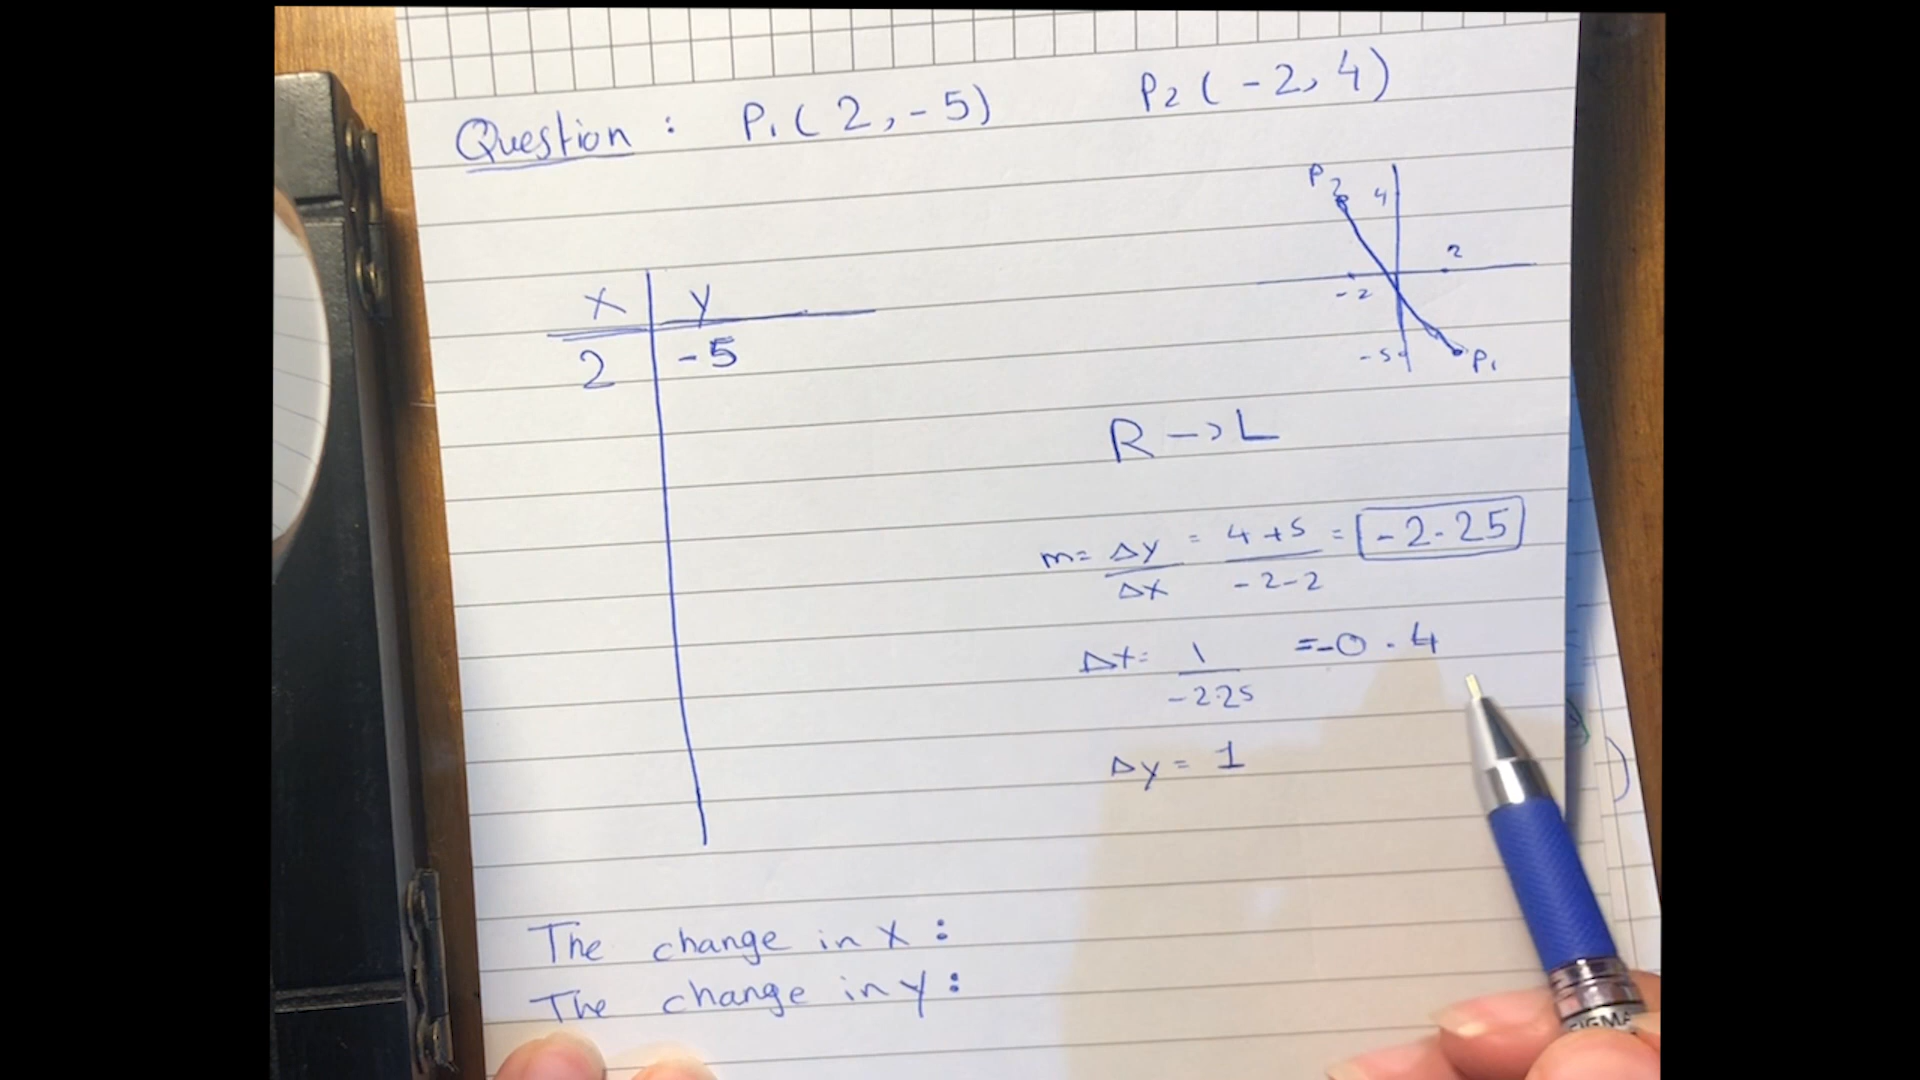 Question : P1 ( 2 , - 5 ) P2 ( - 2 , 4 )
P2
4
2
- 2
- 5
P1
x y
2 - 5
R -> L
m = Δy / Δx = 4 + 5 / - 2 - 2 = - 2 . 25
Δx = 1 / - 2.25 = - 0 . 4
Δy = 1
The change in x :
The change in y :
SIGMA